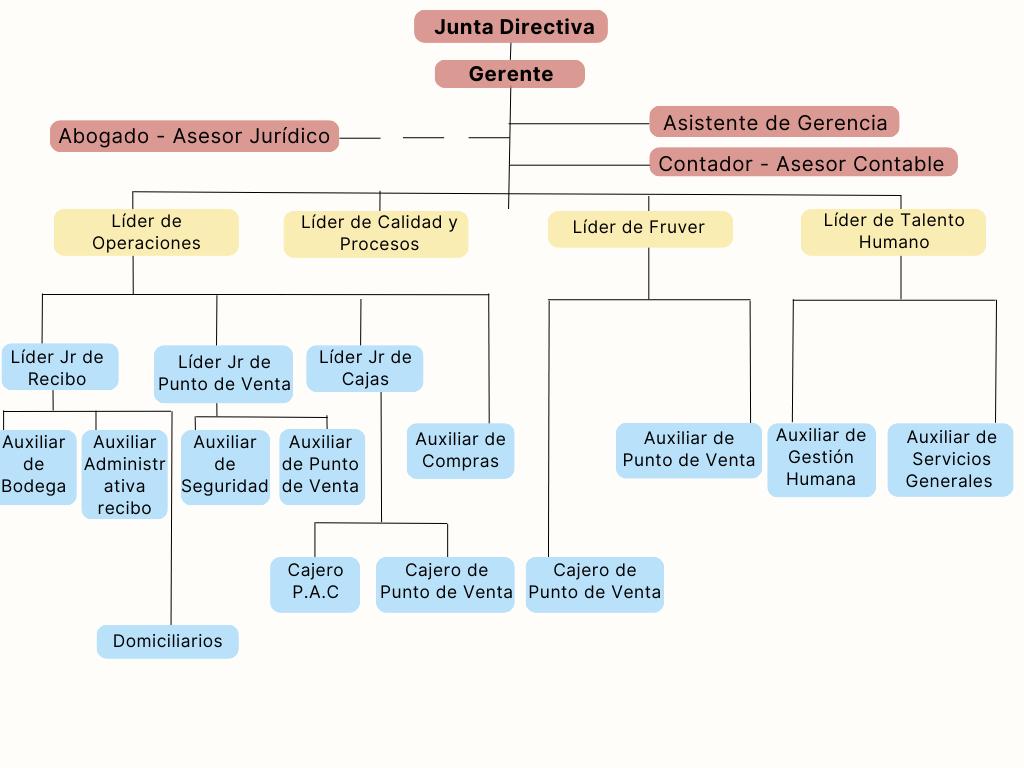 Junta Directiva
Gerente
Abogado - Asesor Jurídico
Asistente de Gerencia
Contador - Asesor Contable
Líder de
Operaciones
Líder de Calidad y
Procesos
Líder de Fruver
Líder de Talento
Humano
Líder Jr de
Recibo
Líder Jr de
Punto de Venta
Líder Jr de
Cajas
Auxiliar
de
Bodega
Auxiliar
Administr
ativa
recibo
Auxiliar
de
Seguridad
Auxiliar
de Punto
de Venta
Auxiliar de
Compras
Auxiliar de
Punto de Venta
Auxiliar de
Gestión
Humana
Auxiliar de
Servicios
Generales
Cajero
P.A.C
Cajero de
Punto de Venta
Cajero de
Punto de Venta
Domiciliarios